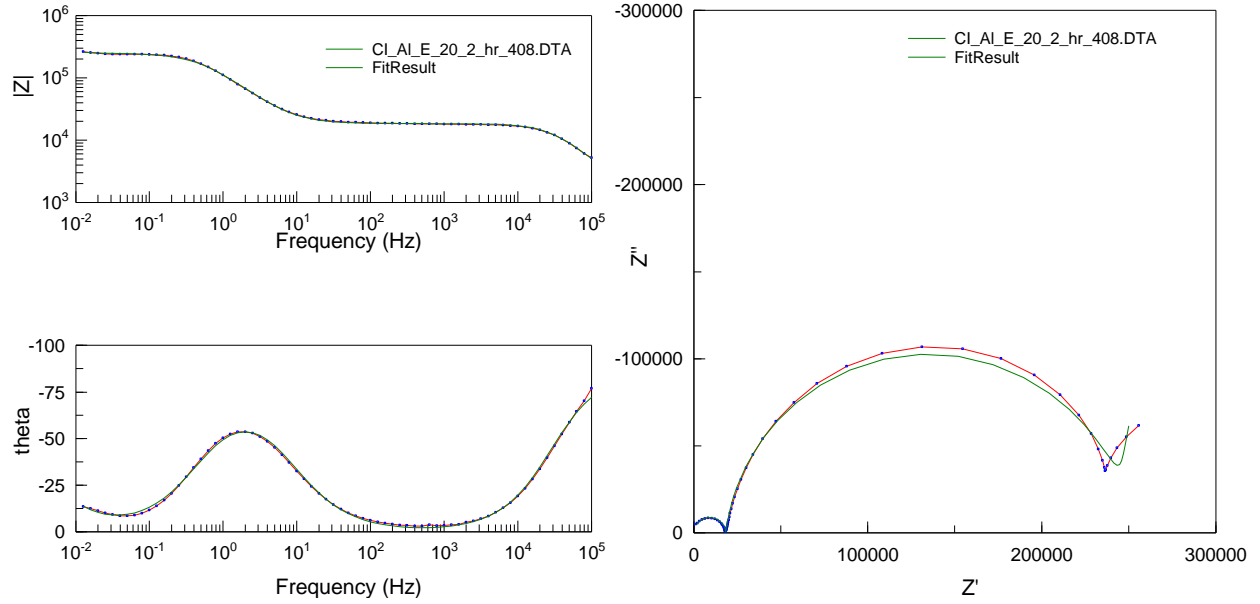 10^6
10^5
10^4
10^3
|Z|
CI_Al_E_20_2_hr_408.DTA
FitResult
10^-2 10^-1 10^0 10^1 10^2 10^3 10^4 10^5
Frequency (Hz)
-100
-75
-50
-25
0
theta
CI_Al_E_20_2_hr_408.DTA
FitResult
10^-2 10^-1 10^0 10^1 10^2 10^3 10^4 10^5
Frequency (Hz)
-300000
-200000
-100000
0
Z''
CI_Al_E_20_2_hr_408.DTA
FitResult
0 100000 200000 300000
Z'